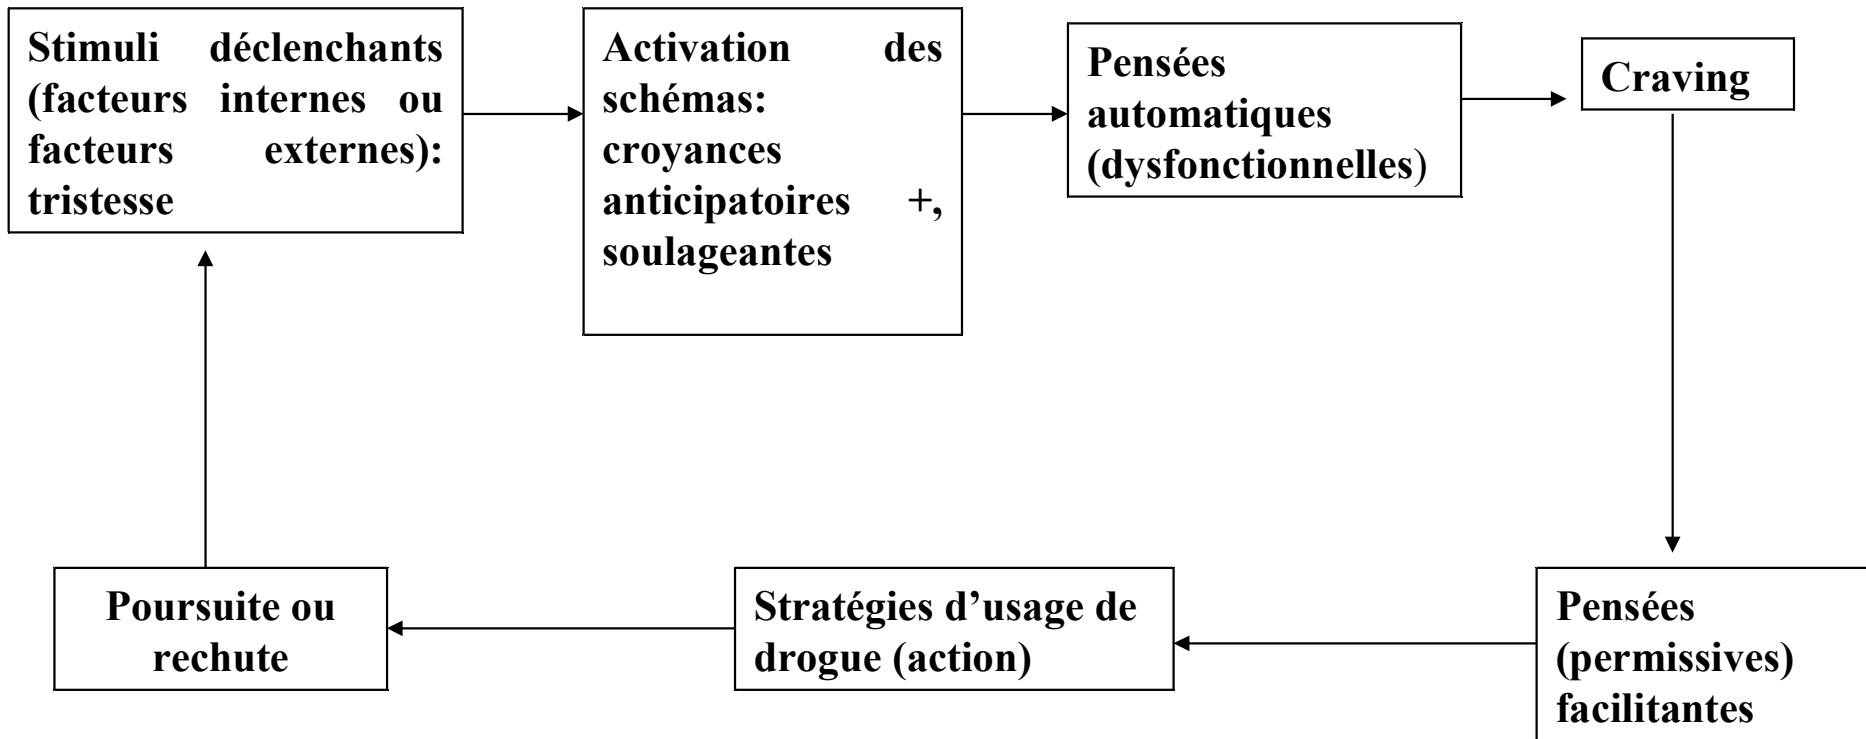 Stimuli déclenchants
(facteurs internes ou
facteurs externes):
tristesse
Activation des
schémas:
croyances
anticipatoires +,
soulageantes
Pensées
automatiques
(dysfonctionnelles)
Craving
Poursuite ou
rechute
Stratégies d’usage de
drogue (action)
Pensées
(permissives)
facilitantes